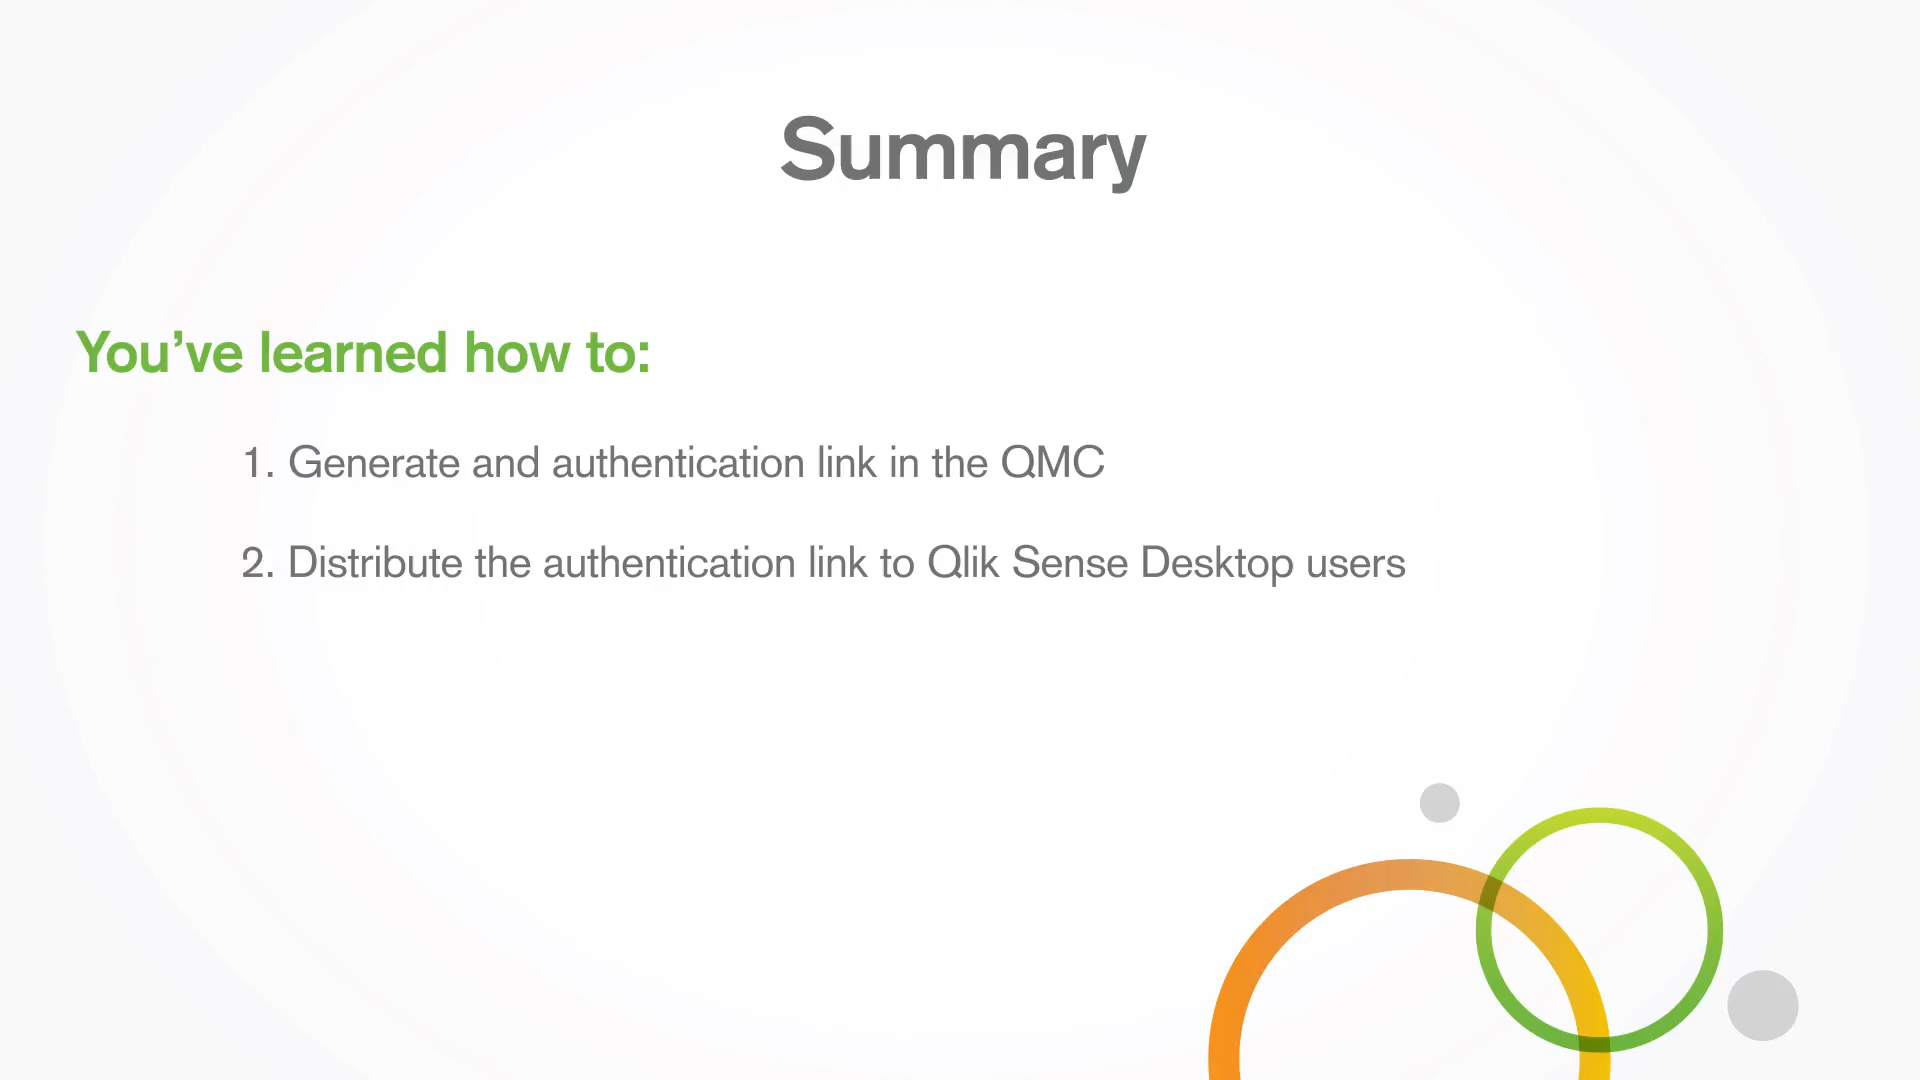 Summary
You’ve learned how to:
1. Generate and authentication link in the QMC
2. Distribute the authentication link to Qlik Sense Desktop users